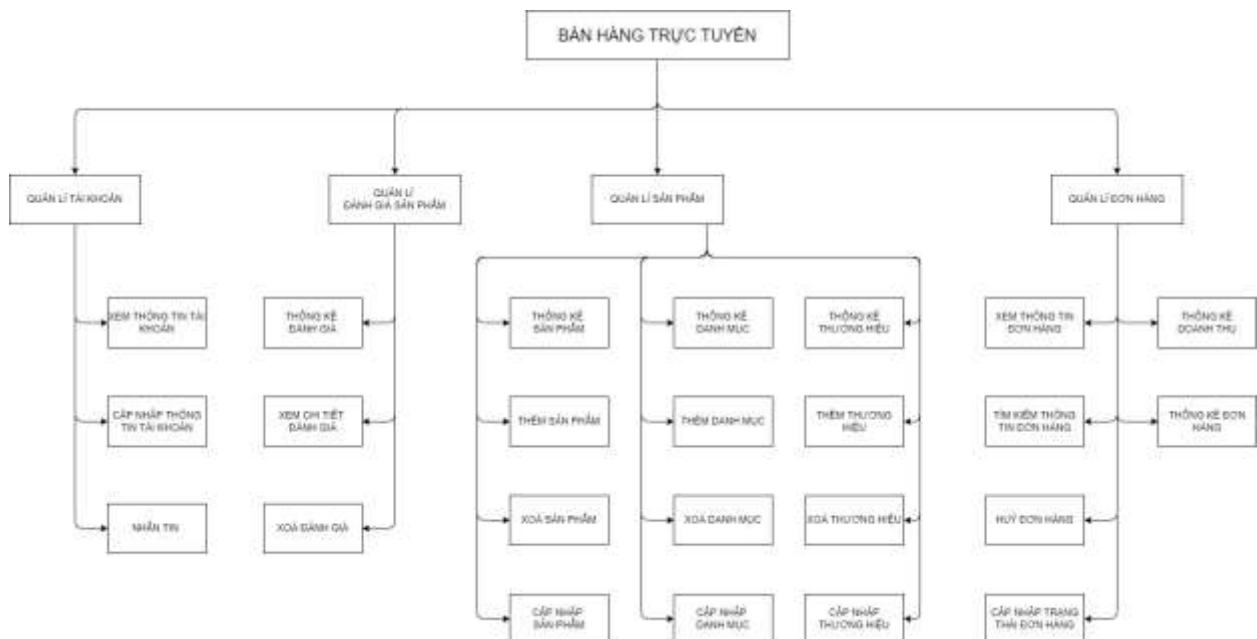 BÁN HÀNG TRỰC TUYẾN
QUẢN LÍ TÀI KHOẢN
QUẢN LÍ
ĐÁNH GIÁ SẢN PHẨM
QUẢN LÍ SẢN PHẨM
QUẢN LÍ ĐƠN HÀNG
XEM THÔNG TIN TÀI
KHOẢN
THỐNG KÊ
ĐÁNH GIÁ
THỐNG KÊ
SẢN PHẨM
THỐNG KÊ
DANH MỤC
THỐNG KÊ
THƯƠNG HIỆU
XEM THÔNG TIN
ĐƠN HÀNG
THỐNG KÊ
DOANH THU
CẬP NHẬP THÔNG
TIN TÀI KHOẢN
XEM CHI TIẾT
ĐÁNH GIÁ
THÊM SẢN PHẨM
THÊM DANH MỤC
THÊM THƯƠNG
HIỆU
TÌM KIẾM THÔNG
TIN ĐƠN HÀNG
THỐNG KÊ ĐƠN
HÀNG
NHẮN TIN
XOÁ ĐÁNH GIÁ
XOÁ SẢN PHẨM
XOÁ DANH MỤC
XOÁ THƯƠNG HIỆU
HUỶ ĐƠN HÀNG
CẬP NHẬP
SẢN PHẨM
CẬP NHẬP
DANH MỤC
CẬP NHẬP
THƯƠNG HIỆU
CẬP NHẬP TRẠNG
THÁI ĐƠN HÀNG